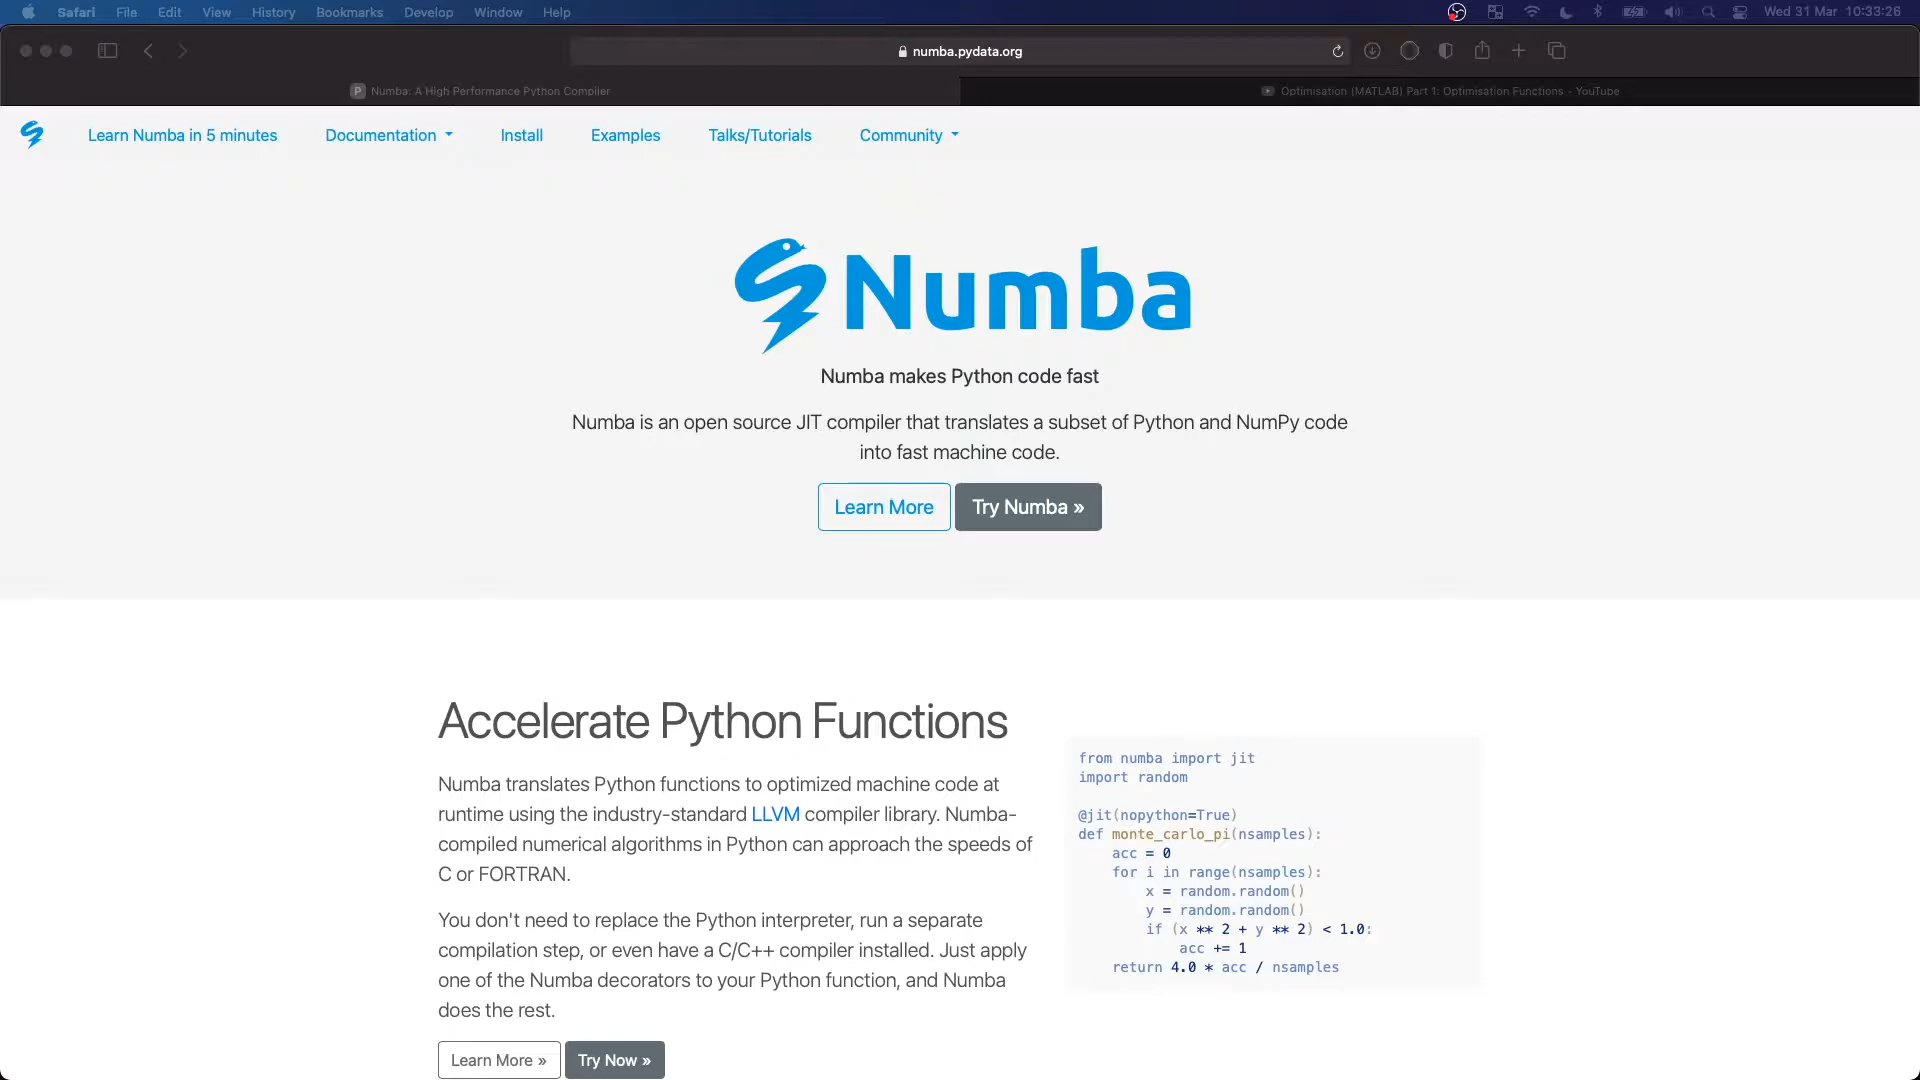 Safari File Edit View History Bookmarks Develop Window Help Wed 31 Mar 10:33:26
numba.pydata.org
P Numba: A High Performance Python Compiler Optimisation (MATLAB) Part 1: Optimisation Functions - YouTube
Learn Numba in 5 minutes Documentation Install Examples Talks/Tutorials Community
Numba
Numba makes Python code fast
Numba is an open source JIT compiler that translates a subset of Python and NumPy code
into fast machine code.
Learn More Try Numba »
Accelerate Python Functions
Numba translates Python functions to optimized machine code at
runtime using the industry-standard LLVM compiler library. Numba-
compiled numerical algorithms in Python can approach the speeds of
C or FORTRAN.
You don't need to replace the Python interpreter, run a separate
compilation step, or even have a C/C++ compiler installed. Just apply
one of the Numba decorators to your Python function, and Numba
does the rest.
Learn More » Try Now »
from numba import jit
import random
@jit(nopython=True)
def monte_carlo_pi(nsamples):
    acc = 0
    for i in range(nsamples):
        x = random.random()
        y = random.random()
        if (x ** 2 + y ** 2) < 1.0:
            acc += 1
    return 4.0 * acc / nsamples